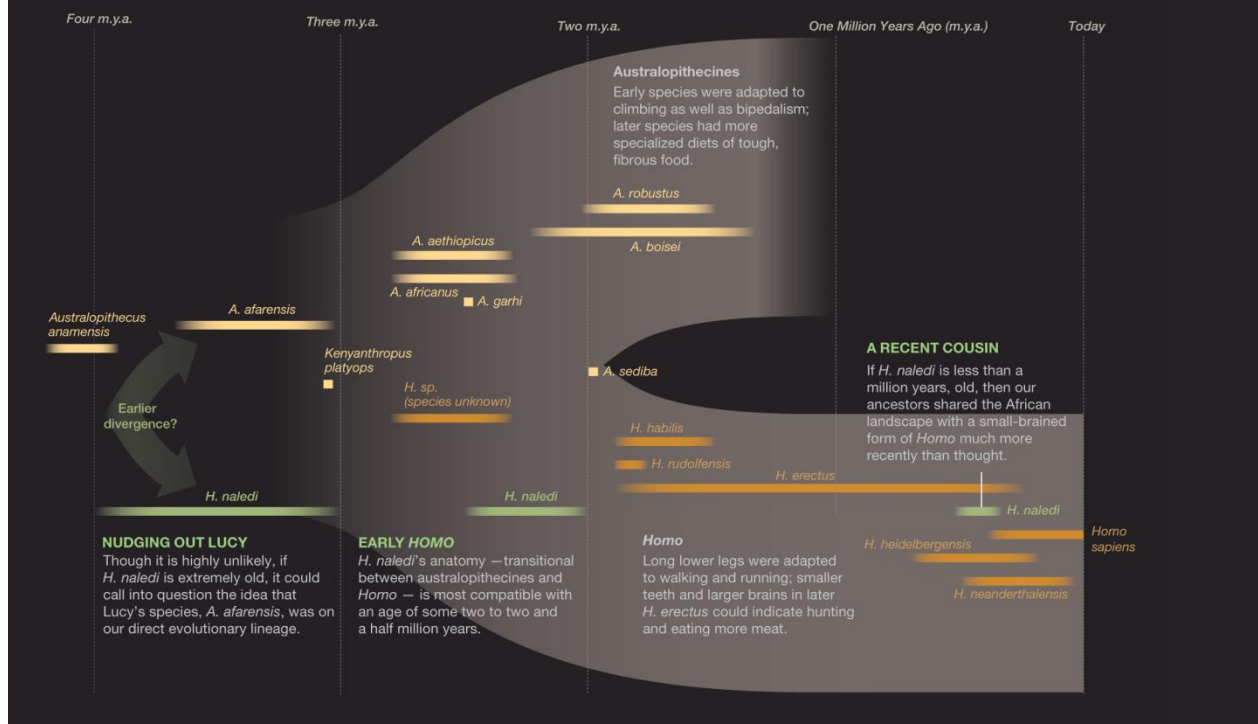 Four m.y.a.
Three m.y.a.
Two m.y.a.
One Million Years Ago (m.y.a.)
Today
Australopithecines
Early species were adapted to
climbing as well as bipedalism;
later species had more
specialized diets of tough,
fibrous food.
A. robustus
A. boisei
A. aethiopicus
A. africanus
A. garhi
A. afarensis
Australopithecus
anamensis
Kenyanthropus
platyops
A. sediba
H. sp.
(species unknown)
Earlier
divergence?
A RECENT COUSIN
If H. naledi is less than a
million years, old, then our
ancestors shared the African
landscape with a small-brained
form of Homo much more
recently than thought.
H. habilis
H. rudolfensis
H. erectus
H. naledi
H. naledi
H. naledi
Homo
sapiens
H. heidelbergensis
H. neanderthalensis
NUDGING OUT LUCY
Though it is highly unlikely, if
H. naledi is extremely old, it could
call into question the idea that
Lucy's species, A. afarensis, was on
our direct evolutionary lineage.
EARLY HOMO
H. naledi's anatomy —transitional
between australopithecines and
Homo — is most compatible with
an age of some two to two and
a half million years.
Homo
Long lower legs were adapted
to walking and running; smaller
teeth and larger brains in later
H. erectus could indicate hunting
and eating more meat.